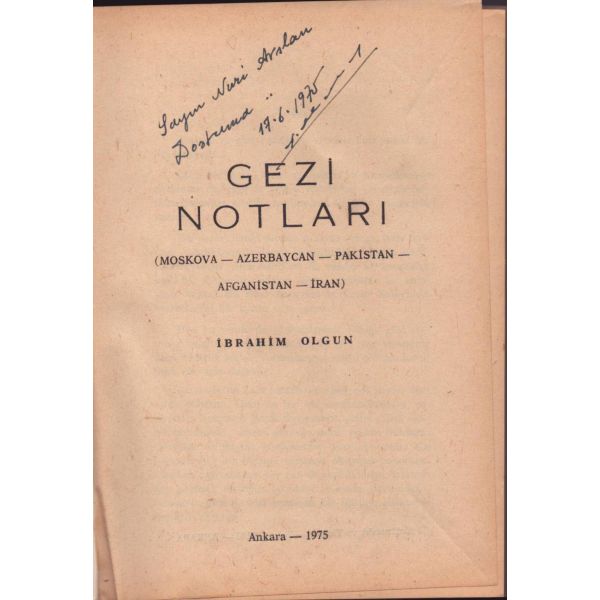 Sayın Nuri Arslan
Dostuma ..
17.6.1975
GEZİ
NOTLARI
(MOSKOVA — AZERBAYCAN — PAKİSTAN —
AFGANİSTAN — İRAN)
İBRAHİM OLGUN
Ankara — 1975